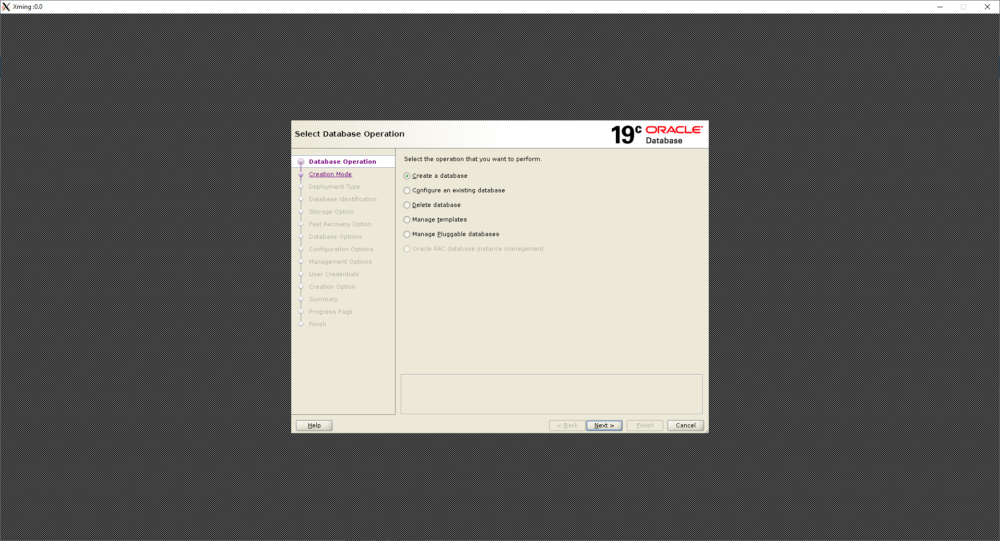 Xming :0.0
Select Database Operation
19c ORACLE
Database
Database Operation
Creation Mode
Deployment Type
Database Identification
Storage Option
Fast Recovery Option
Database Options
Configuration Options
Management Options
User Credentials
Creation Option
Summary
Progress Page
Finish
Select the operation that you want to perform.
Create a database
Configure an existing database
Delete database
Manage templates
Manage Pluggable databases
Oracle RAC database Instance management
Help
< Back
Next >
Finish
Cancel